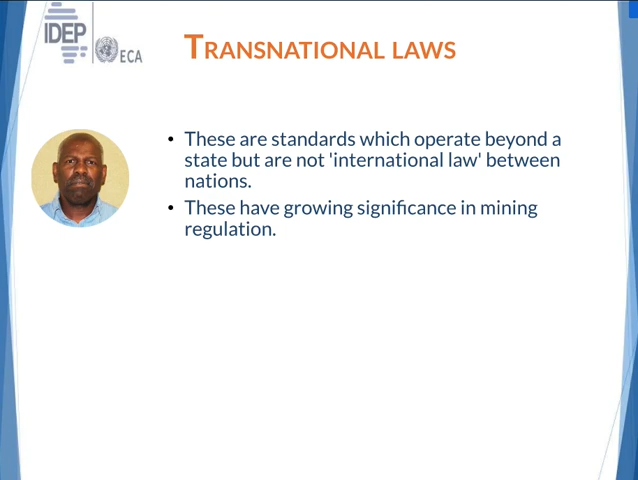 IDEP
ECA
TRANSNATIONAL LAWS
• These are standards which operate beyond a
state but are not 'international law' between
nations.
• These have growing significance in mining
regulation.